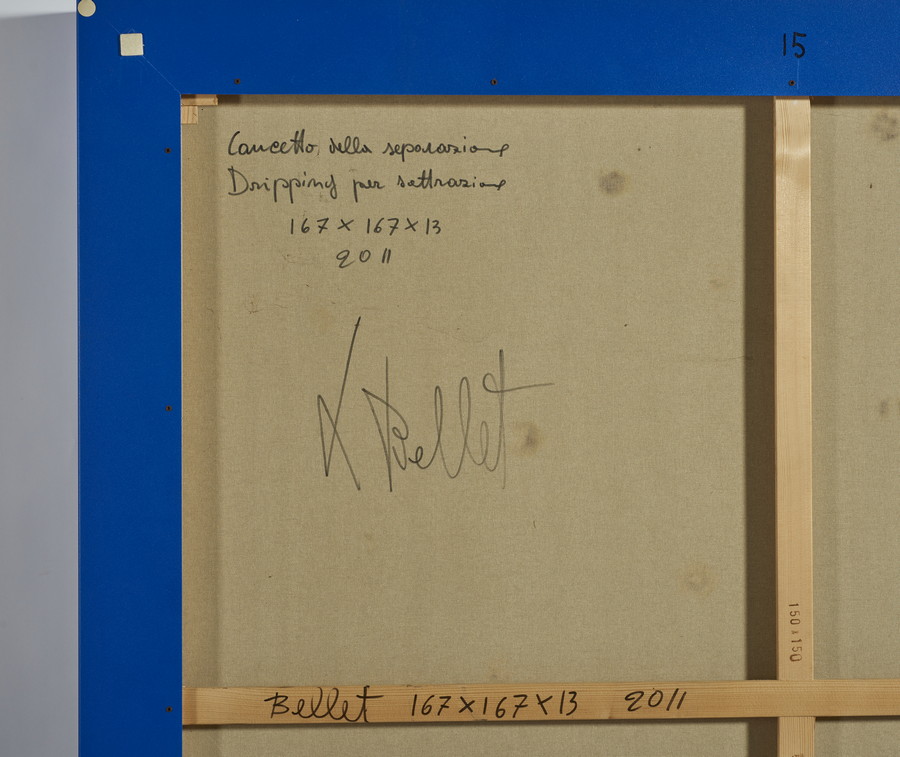 15
Concetto della separazione
Dripping per sottrazione
167 x 167 x 13
2011
Bellet
150 x 150
Bellet 167 x 167 x 13 2011